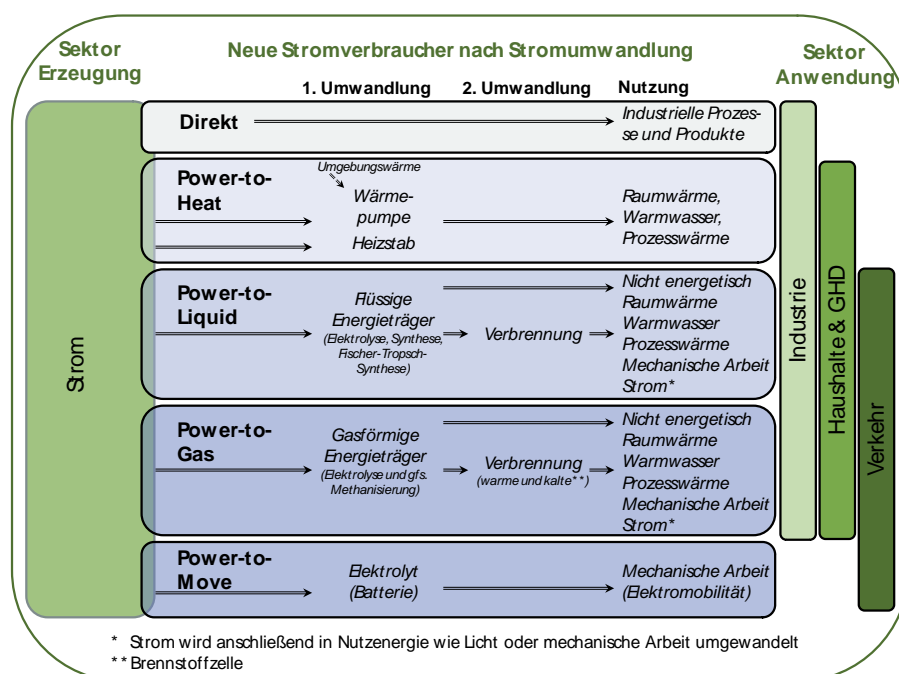 Sektor
Erzeugung
Neue Stromverbraucher nach Stromumwandlung
Sektor
Anwendung
1. Umwandlung
2. Umwandlung
Nutzung
Strom
Direkt
Industrielle Prozes-
se und Produkte
Power-to-
Heat
Umgebungswärme
Wärme-
pumpe
Heizstab
Raumwärme,
Warmwasser,
Prozesswärme
Power-to-
Liquid
Flüssige
Energieträger
(Elektrolyse, Synthese,
Fischer-Tropsch-
Synthese)
Verbrennung
Nicht energetisch
Raumwärme
Warmwasser
Prozesswärme
Mechanische Arbeit
Strom*
Power-to-
Gas
Gasförmige
Energieträger
(Elektrolyse und gfs.
Methanisierung)
Verbrennung
(warme und kalte**)
Nicht energetisch
Raumwärme
Warmwasser
Prozesswärme
Mechanische Arbeit
Strom*
Power-to-
Move
Elektrolyt
(Batterie)
Mechanische Arbeit
(Elektromobilität)
Industrie
Haushalte & GHD
Verkehr
* Strom wird anschließend in Nutzenergie wie Licht oder mechanische Arbeit umgewandelt
** Brennstoffzelle